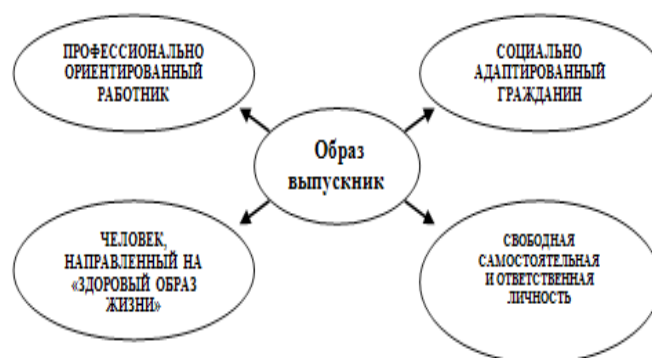 ПРОФЕССИОНАЛЬНО
ОРИЕНТИРОВАННЫЙ
РАБОТНИК
СОЦИАЛЬНО
АДАПТИРОВАННЫЙ
ГРАЖДАНИН
Образ
выпускник
ЧЕЛОВЕК,
НАПРАВЛЕННЫЙ НА
«ЗДОРОВЫЙ ОБРАЗ
ЖИЗНИ»
СВОБОДНАЯ
САМОСТОЯТЕЛЬНАЯ
И ОТВЕТСТВЕННАЯ
ЛИЧНОСТЬ